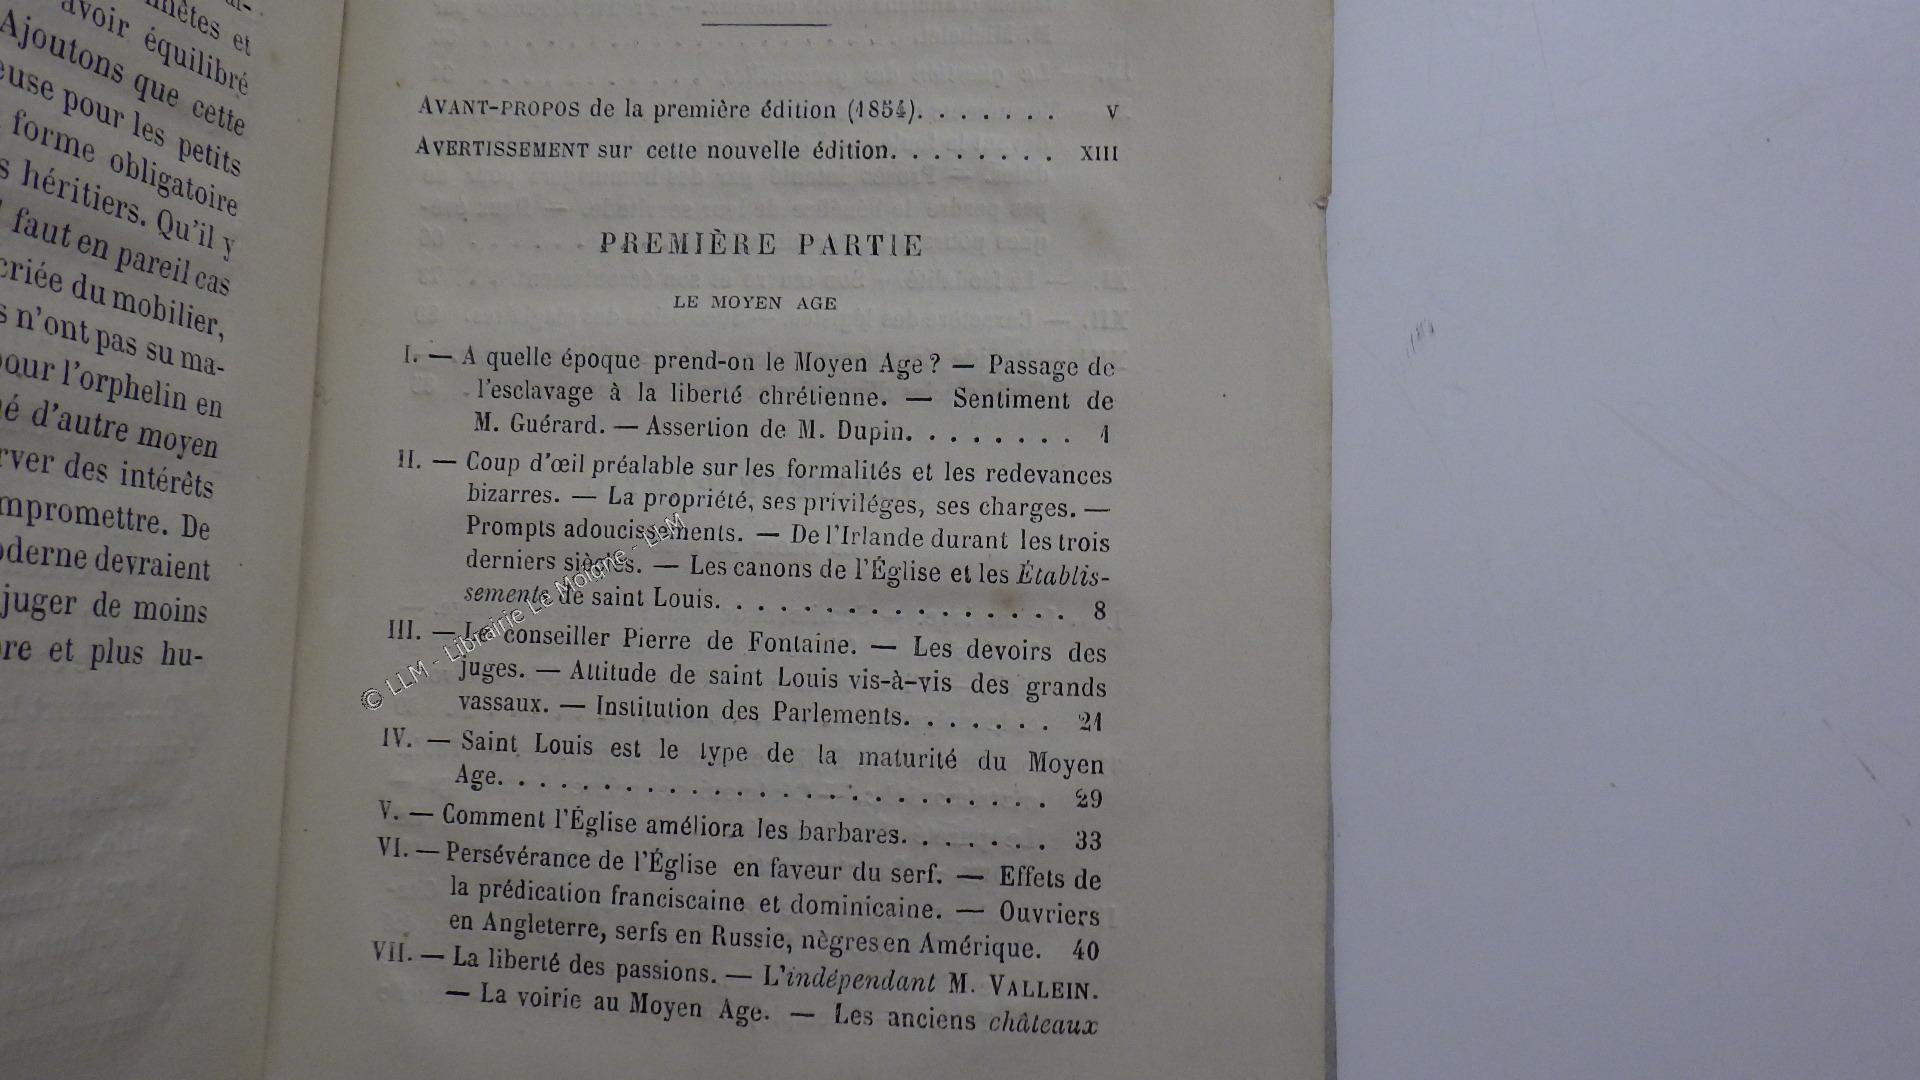 nnêtes et
avoir équilibré
Ajoutons que cette
euse pour les petits
forme obligatoire
s héritiers. Qu'il y
faut en pareil cas
criée du mobilier,
s n'ont pas su ma-
pour l'orphelin en
é d'autre moyen
rver des intérêts
mpromettre. De
oderne devraient
juger de moins
re et plus hu-
AVANT-PROPOS de la première édition (1854). . . . . . . V
AVERTISSEMENT sur cette nouvelle édition. . . . . . . . XIII
PREMIÈRE PARTIE
LE MOYEN AGE
I. — A quelle époque prend-on le Moyen Age? — Passage de
l'esclavage à la liberté chrétienne. — Sentiment de
M. Guérard. — Assertion de M. Dupin. . . . . . . . 1
II. — Coup d'œil préalable sur les formalités et les redevances
bizarres. — La propriété, ses priviléges, ses charges. —
Prompts adoucissements. — De l'Irlande durant les trois
derniers siècles. — Les canons de l'Église et les Établis-
sements de saint Louis. . . . . . . . . . . . . . . . 8
III. — Le conseiller Pierre de Fontaine. — Les devoirs des
juges. — Attitude de saint Louis vis-à-vis des grands
vassaux. — Institution des Parlements. . . . . . . 21
IV. — Saint Louis est le type de la maturité du Moyen
Age. . . . . . . . . . . . . . . . . . . . . . . . . . 29
V. — Comment l'Église améliora les barbares. . . . . . . 33
VI. — Persévérance de l'Église en faveur du serf. — Effets de
la prédication franciscaine et dominicaine. — Ouvriers
en Angleterre, serfs en Russie, nègres en Amérique. 40
VII. — La liberté des passions. — L'indépendant M. VALLEIN.
— La voirie au Moyen Age. — Les anciens châteaux
© LLM - Librairie Le Moigne - LLM